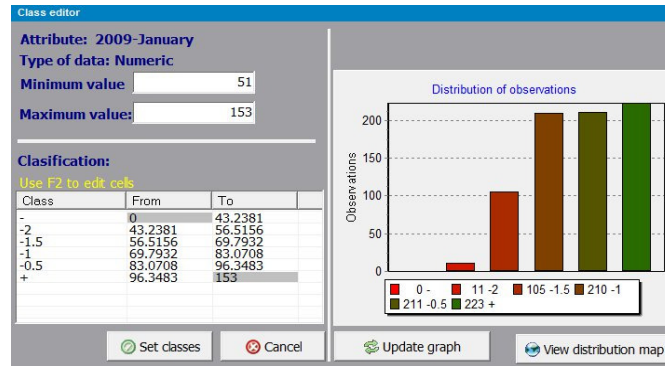 Class editor
Attribute: 2009-January
Type of data: Numeric
Minimum value 51
Maximum value: 153
Clasification:
Use F2 to edit cells
Class From To
- 0 43.2381
-2 43.2381 56.5156
-1.5 56.5156 69.7932
-1 69.7932 83.0708
-0.5 83.0708 96.3483
+ 96.3483 153
Set classes Cancel
Distribution of observations
Observations
200
150
100
50
0
0 - 11 -2 105 -1.5 210 -1
211 -0.5 223 +
Update graph View distribution map